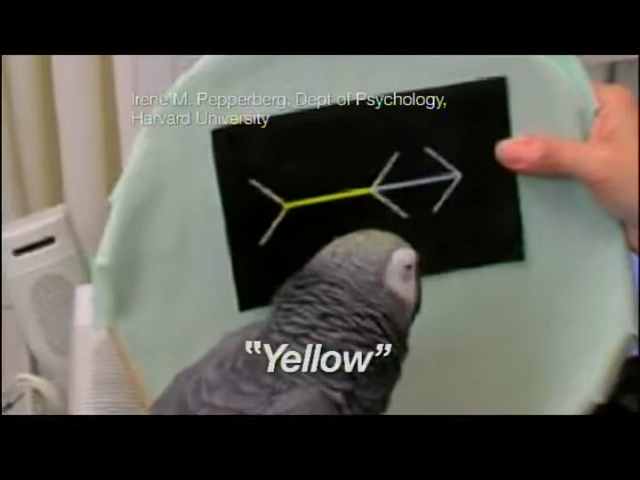 Irene M. Pepperberg, Dept of Psychology,
Harvard University
"Yellow"